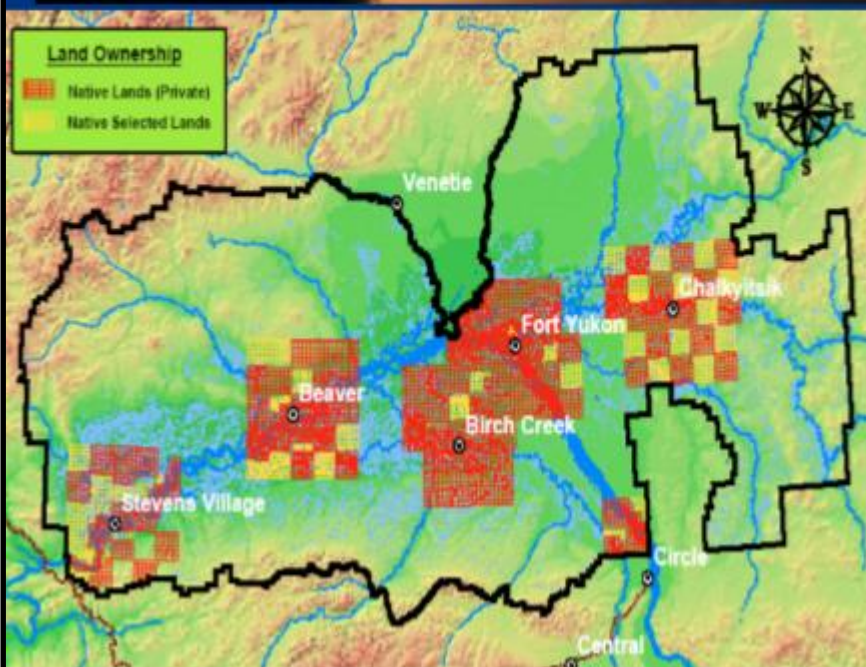 Land Ownership
Native Lands (Private)
Native Selected Lands
N
W E
S
Venetie
Chalkyitsik
Fort Yukon
Beaver
Birch Creek
Stevens Village
Circle
Central